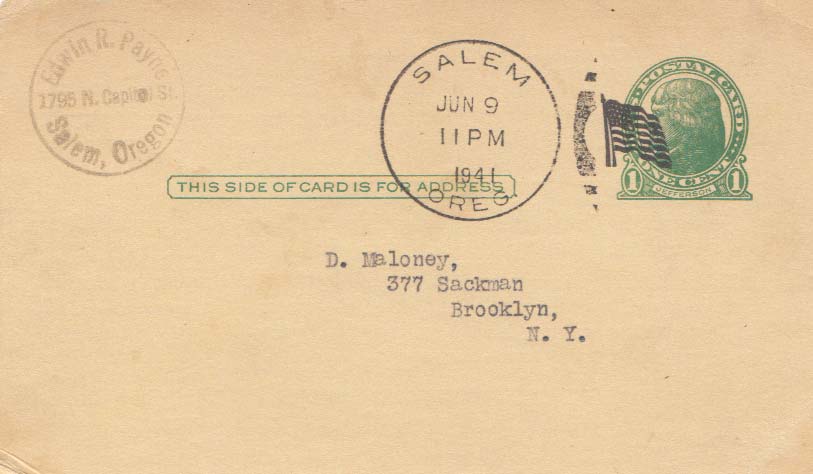 Edwin R. Payne
1795 N. Capitol St.
Salem, Oregon
SALEM
JUN 9
11 PM
1941
OREG.
POSTAL CARD
ONE CENT
1 JEFFERSON 1
THIS SIDE OF CARD IS FOR ADDRESS
D. Maloney,
377 Sackman
Brooklyn,
N. Y.